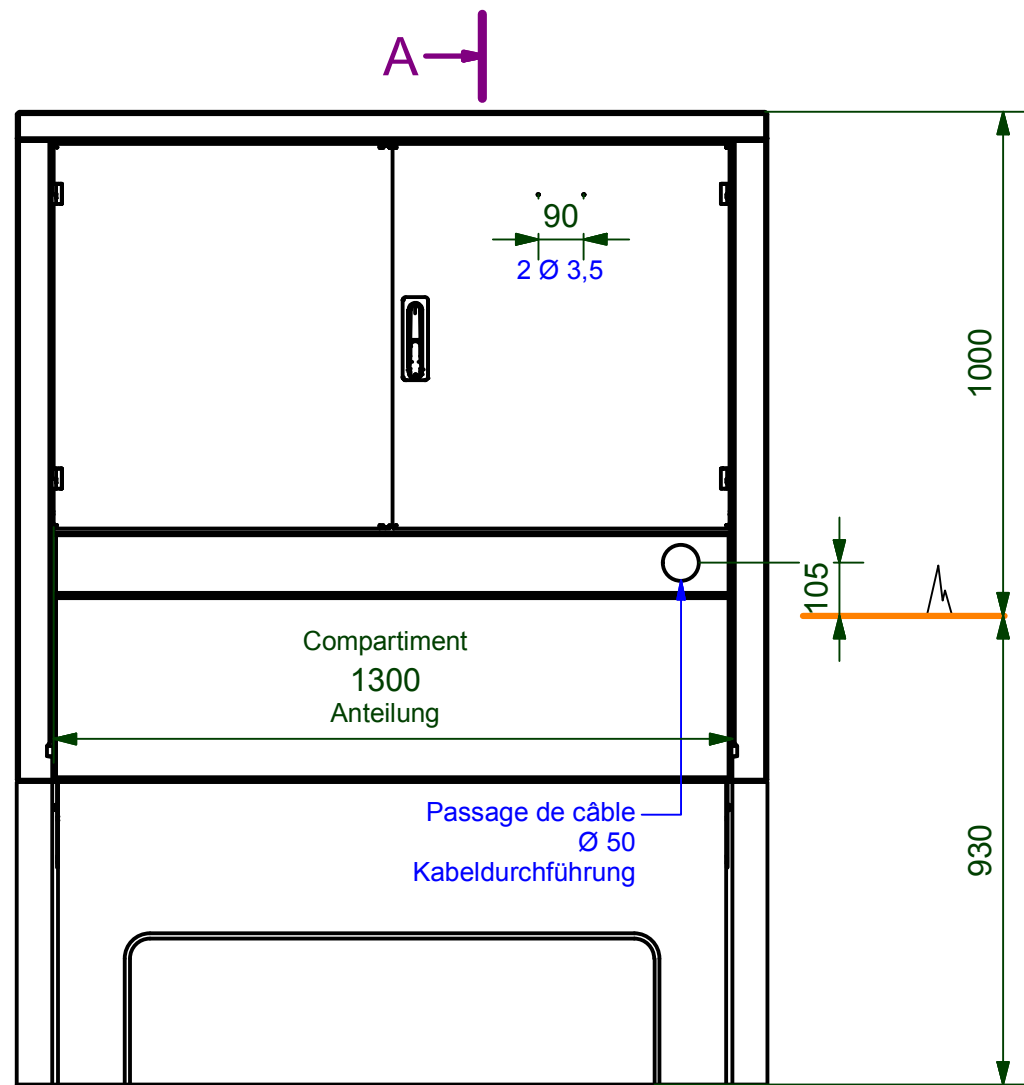 A
90
2 Ø 3,5
1000
105
Compartiment
1300
Anteilung
Passage de câble
Ø 50
Kabeldurchführung
930